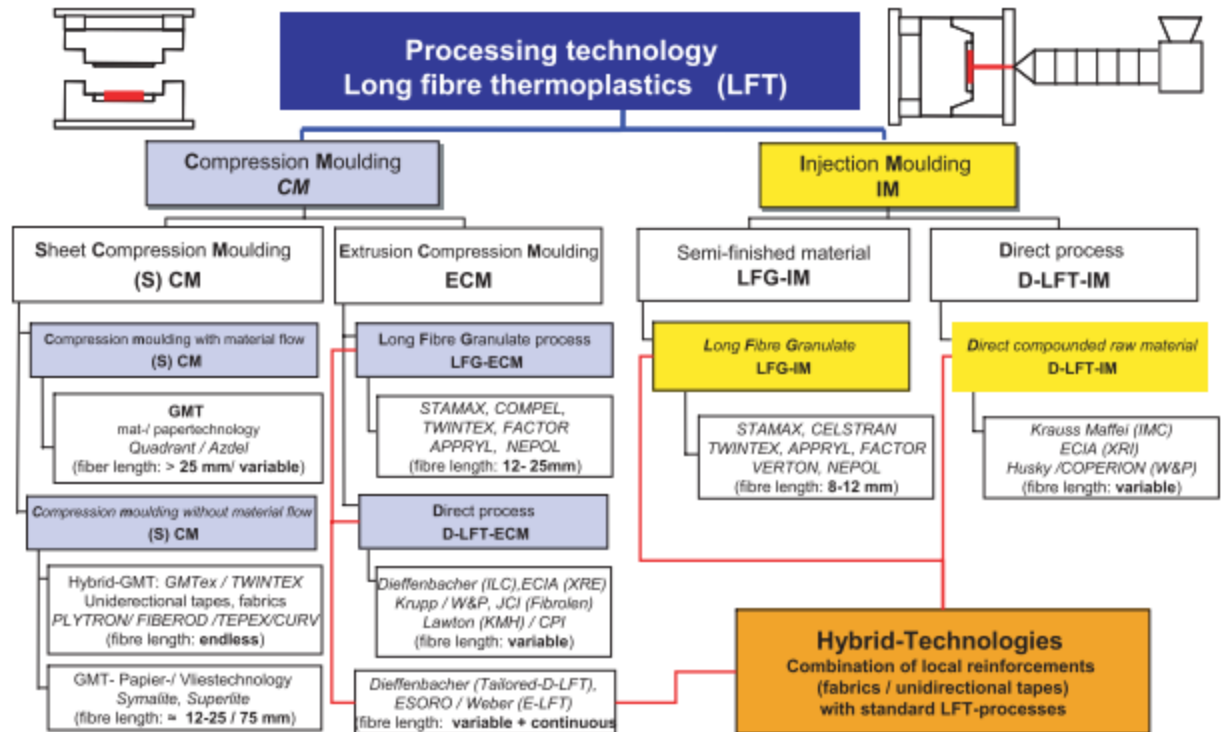 Processing technology
Long fibre thermoplastics (LFT)
Compression Moulding
CM
Injection Moulding
IM
Sheet Compression Moulding
(S) CM
Extrusion Compression Moulding
ECM
Semi-finished material
LFG-IM
Direct process
D-LFT-IM
Compression moulding with material flow
(S) CM
Long Fibre Granulate process
LFG-ECM
Long Fibre Granulate
LFG-IM
Direct compounded raw material
D-LFT-IM
GMT
mat-/ papertechnology
Quadrant / Azdel
(fiber length: > 25 mm/ variable)
STAMAX, COMPEL,
TWINTEX, FACTOR
APPRYL, NEPOL
(fibre length: 12- 25mm)
STAMAX, CELSTRAN
TWINTEX, APPRYL, FACTOR
VERTON, NEPOL
(fibre length: 8-12 mm)
Krauss Maffei (IMC)
ECIA (XRI)
Husky /COPERION (W&P)
(fibre length: variable)
Compression moulding without material flow
(S) CM
Direct process
D-LFT-ECM
Hybrid-GMT: GMTex / TWINTEX
Uniderectional tapes, fabrics
PLYTRON/ FIBEROD /TEPEX/CURV
(fibre length: endless)
Dieffenbacher (ILC),ECIA (XRE)
Krupp / W&P, JCI (Fibrolen)
Lawton (KMH) / CPI
(fibre length: variable)
GMT- Papier-/ Vliestechnology
Symalite, Superlite
(fibre length: ≈ 12-25 / 75 mm)
Dieffenbacher (Tailored-D-LFT),
ESORO / Weber (E-LFT)
(fibre length: variable + continuous
Hybrid-Technologies
Combination of local reinforcements
(fabrics / unidirectional tapes)
with standard LFT-processes